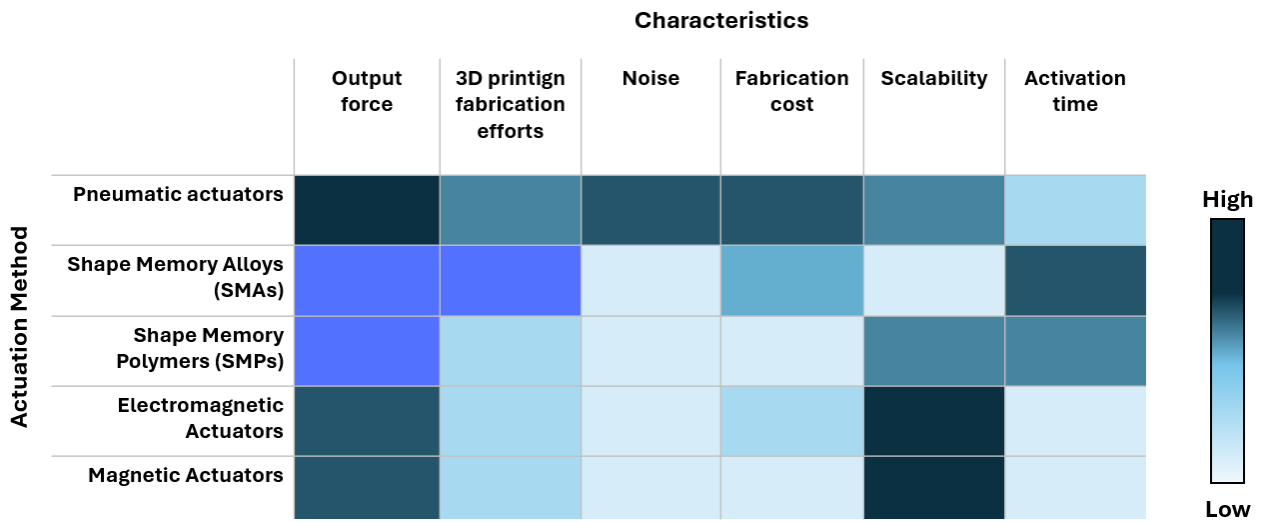 Characteristics
Output
force
3D printign
fabrication
efforts
Noise
Fabrication
cost
Scalability
Activation
time
Actuation Method
Pneumatic actuators
Shape Memory Alloys
(SMAs)
Shape Memory
Polymers (SMPs)
Electromagnetic
Actuators
Magnetic Actuators
High
Low